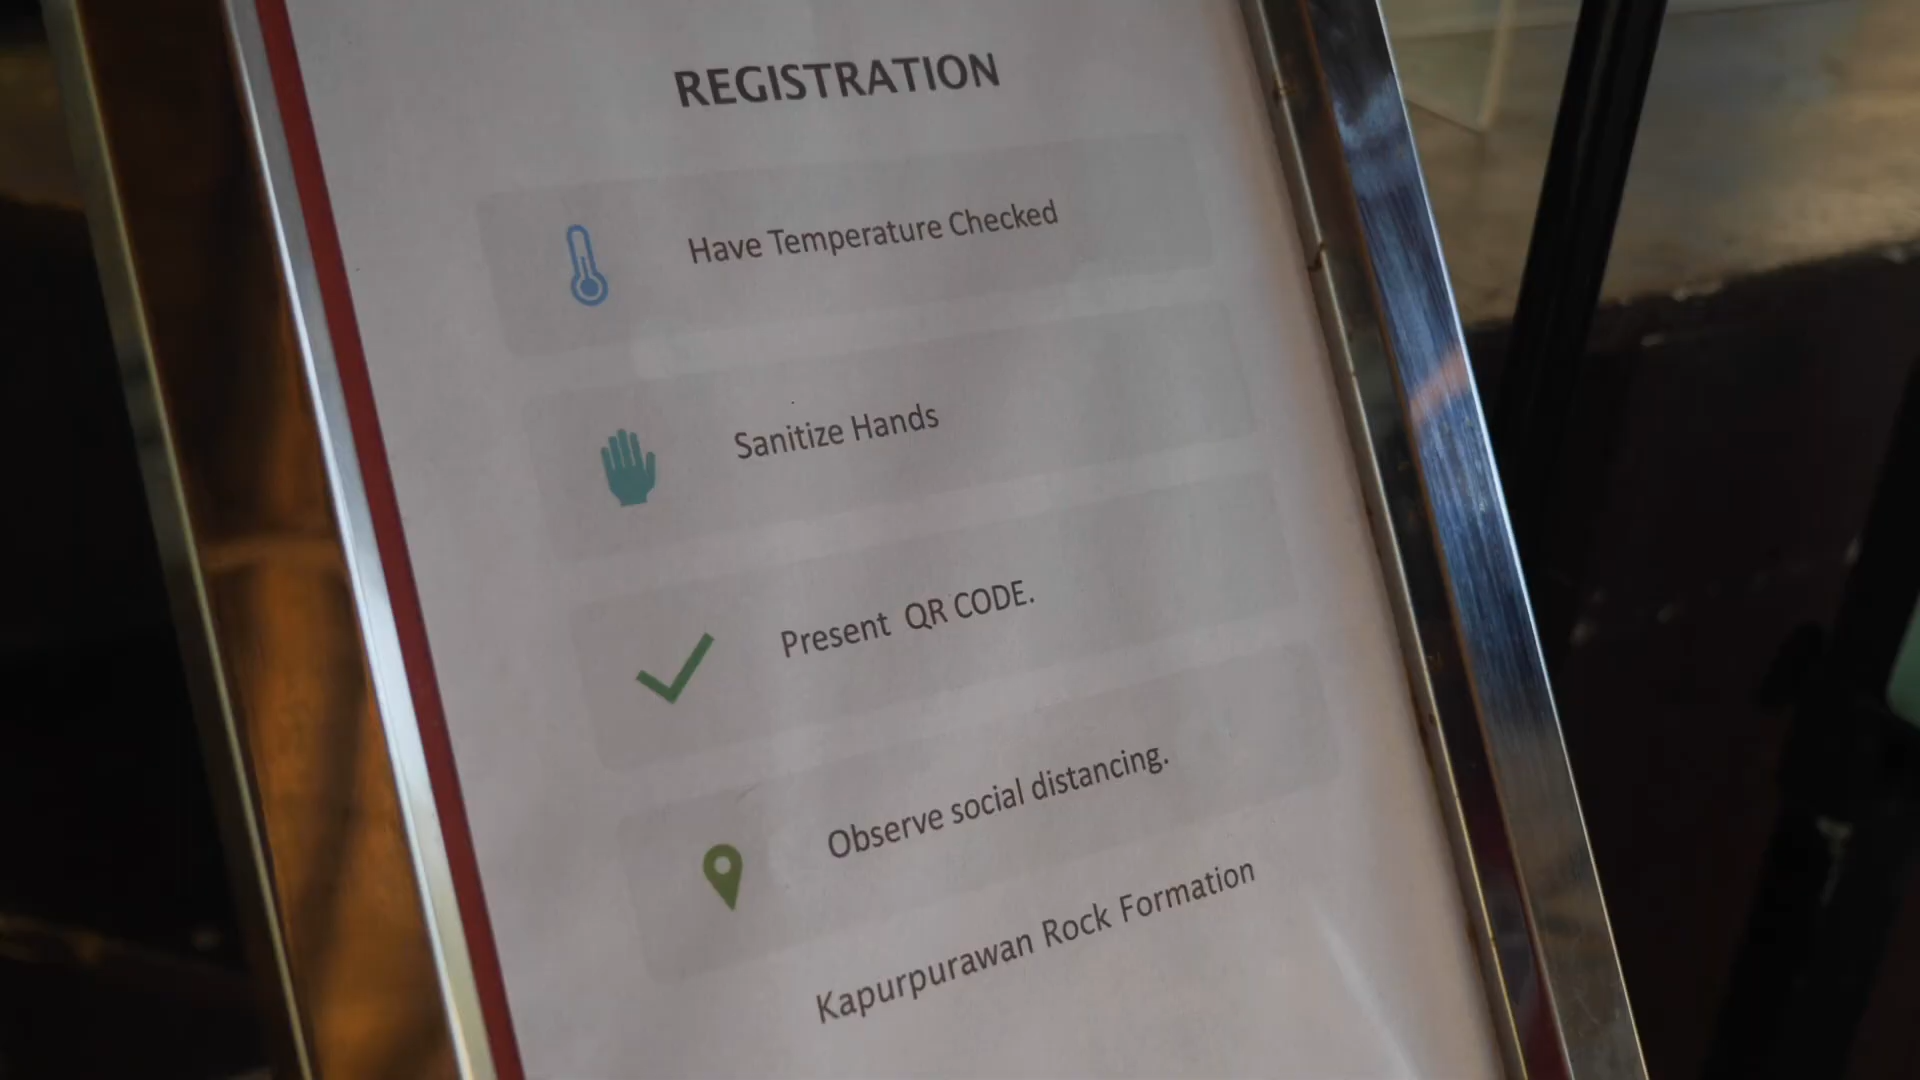 REGISTRATION
Have Temperature Checked
Sanitize Hands
Present QR CODE.
Observe social distancing.
Kapurpurawan Rock Formation